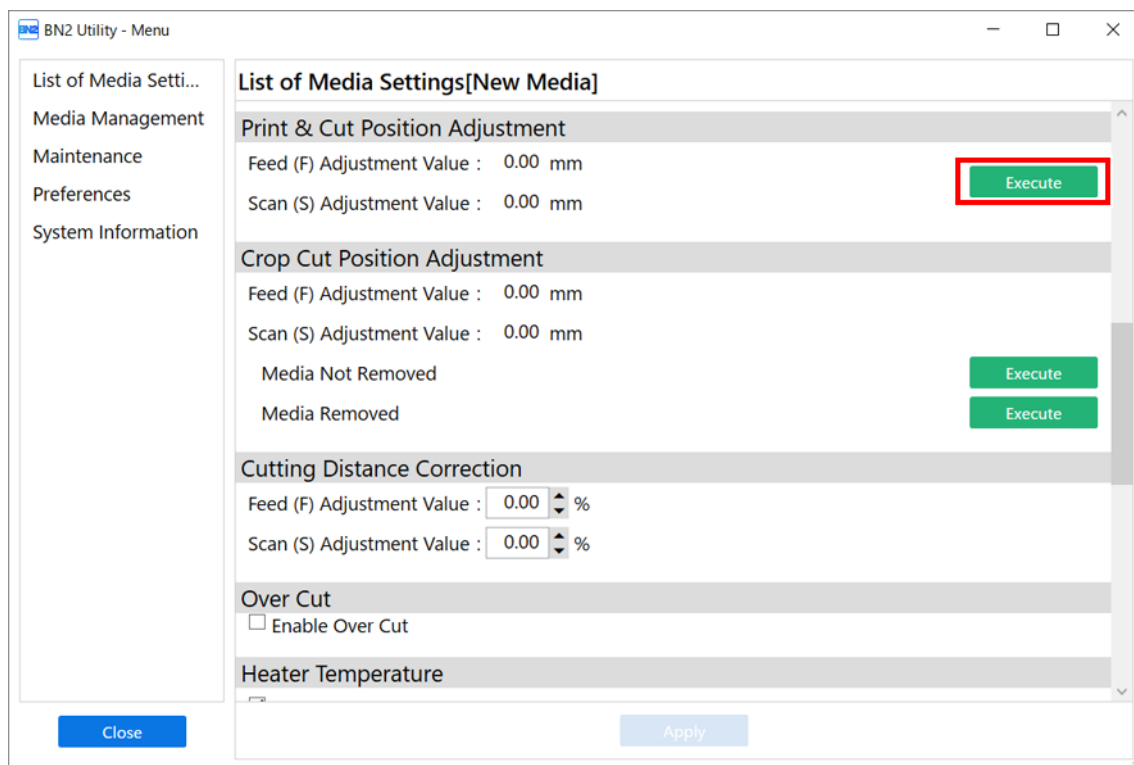 BN2 BN2 Utility - Menu
List of Media Setti...
Media Management
Maintenance
Preferences
System Information
List of Media Settings[New Media]
Print & Cut Position Adjustment
Feed (F) Adjustment Value : 0.00 mm
Execute
Scan (S) Adjustment Value : 0.00 mm
Crop Cut Position Adjustment
Feed (F) Adjustment Value : 0.00 mm
Scan (S) Adjustment Value : 0.00 mm
Media Not Removed Execute
Media Removed Execute
Cutting Distance Correction
Feed (F) Adjustment Value : 0.00 %
Scan (S) Adjustment Value : 0.00 %
Over Cut
Enable Over Cut
Heater Temperature
Close
Apply